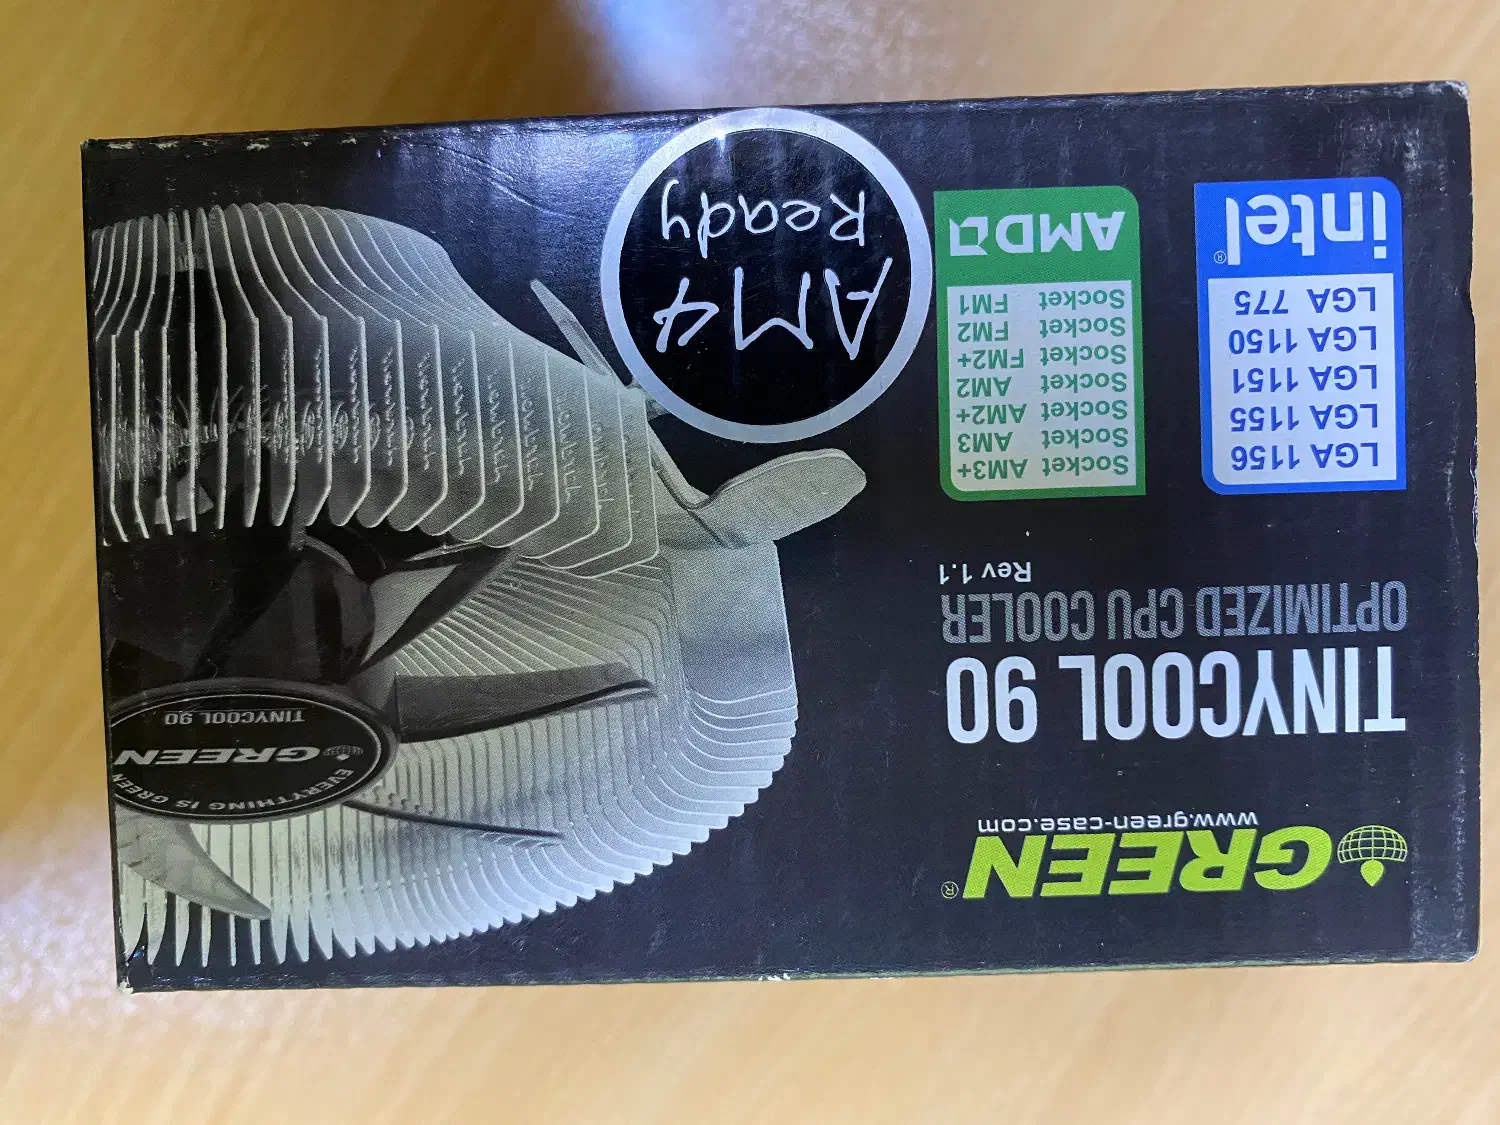 GREEN®
www.green-case.com
TINYCOOL 90
OPTIMIZED CPU COOLER
Rev 1.1
intel®
LGA 1156
LGA 1155
LGA 1151
LGA 1150
LGA 775
AMD
Socket AM3+
Socket AM3
Socket AM2+
Socket AM2
Socket FM2+
Socket FM2
Socket FM1
AM4
Ready
EVERYTHING IS GREEN
GREEN
TINYCOOL 90